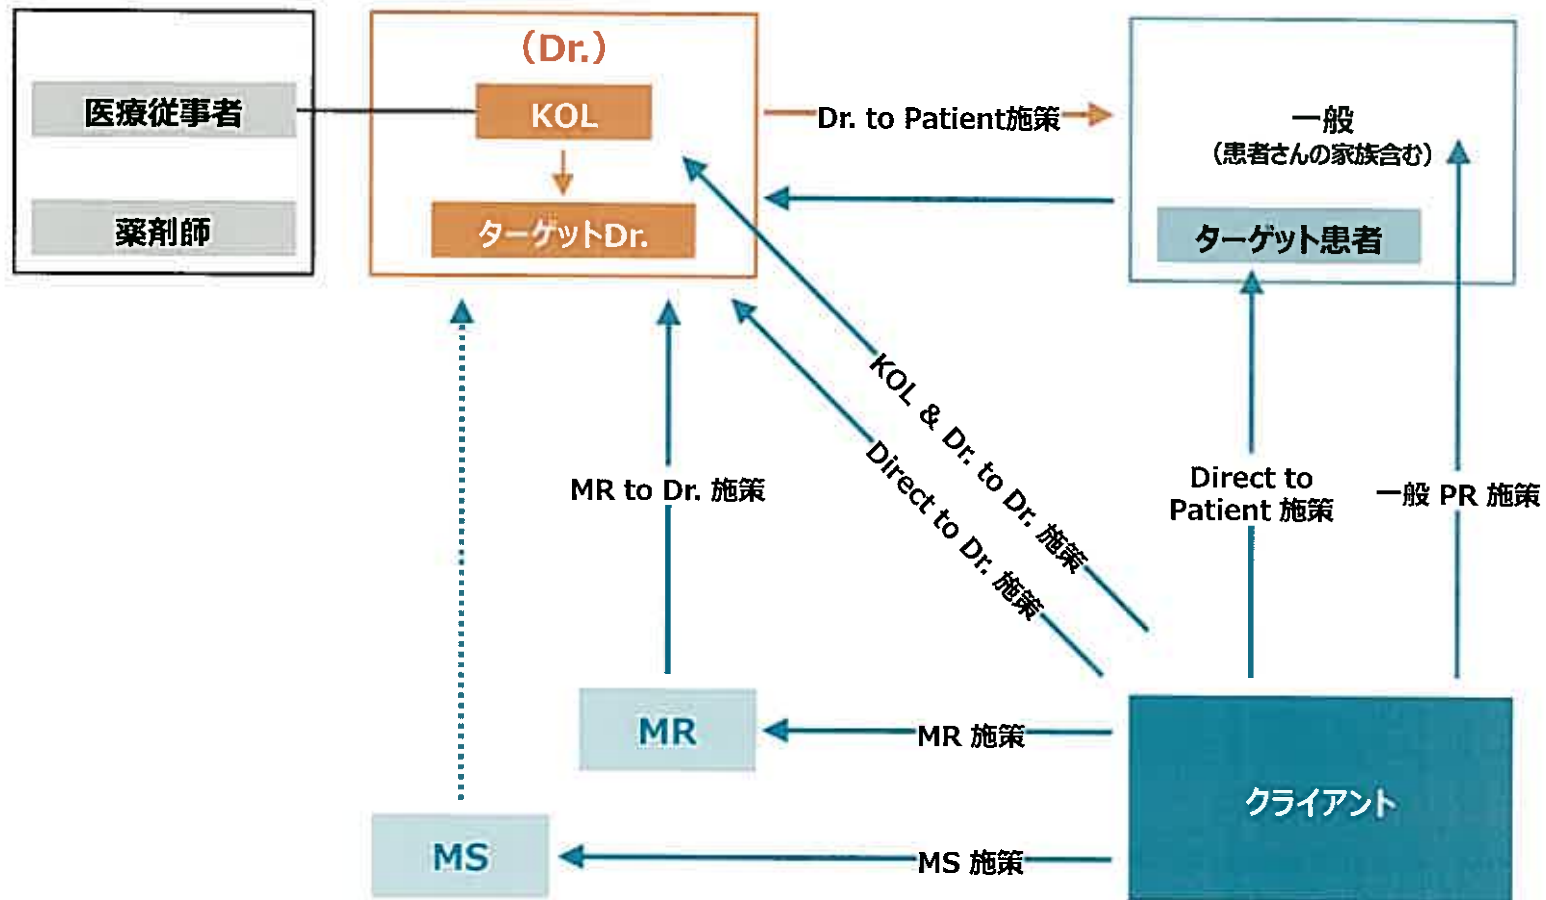 (Dr.)
医療従事者
KOL
薬剤師
ターゲットDr.
Dr. to Patient施策
一般
(患者さんの家族含む)
ターゲット患者
KOL & Dr. to Dr. 施策
Direct to Dr. 施策
MR to Dr. 施策
Direct to
Patient 施策
一般 PR 施策
MR
MR 施策
クライアント
MS
MS 施策